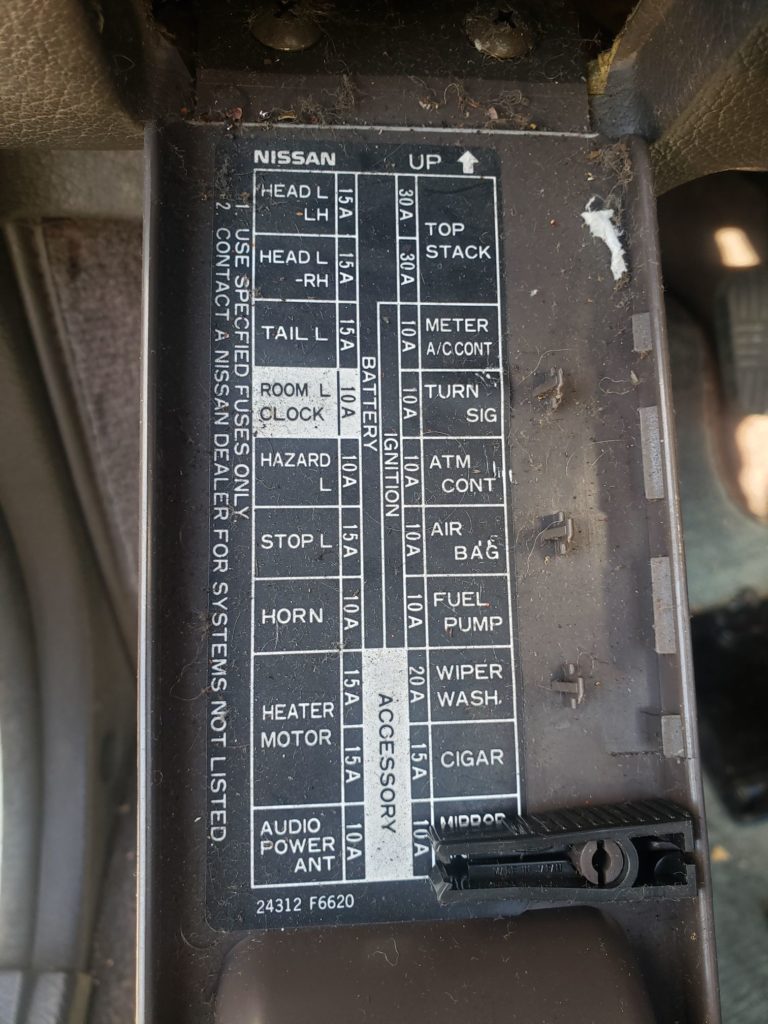 NISSAN UP
HEAD L
-LH
15A
30A
TOP
STACK
HEAD L
-RH
15A
30A
TAIL L
15A
10A
METER
A/C CONT
ROOM L
CLOCK
10A
10A
TURN
SIG
HAZARD
L
10A
10A
ATM
CONT
STOP L
15A
10A
AIR
BAG
HORN
10A
10A
FUEL
PUMP
HEATER
MOTOR
15A
15A
20A
WIPER
WASH.
15A
CIGAR
AUDIO
POWER
ANT
10A
10A
MIRROR
BATTERY
IGNITION
ACCESSORY
1. USE SPECFIED FUSES ONLY.
2. CONTACT A NISSAN DEALER FOR SYSTEMS NOT LISTED.
24312 F6620